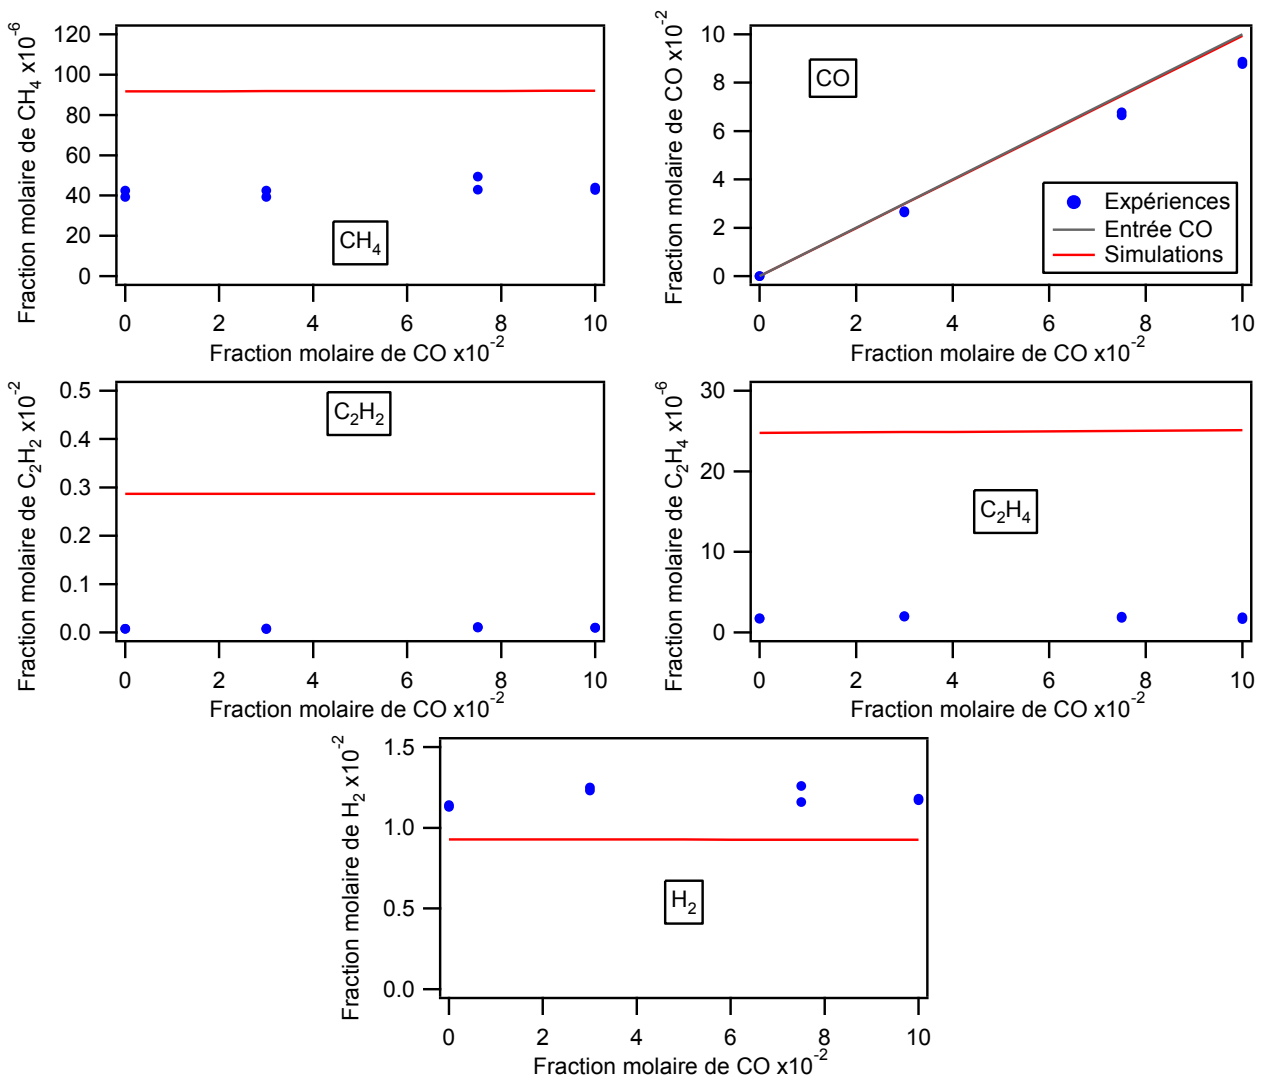 Fraction molaire de CH4 x10-6
120
100
80
60
40
20
0
CH4
0 2 4 6 8 10
Fraction molaire de CO x10-2
Fraction molaire de CO x10-2
10
8
6
4
2
0
CO
Expériences
Entrée CO
Simulations
0 2 4 6 8 10
Fraction molaire de CO x10-2
Fraction molaire de C2H2 x10-2
0.5
0.4
0.3
0.2
0.1
0.0
C2H2
0 2 4 6 8 10
Fraction molaire de CO x10-2
Fraction molaire de C2H4 x10-6
30
20
10
0
C2H4
0 2 4 6 8 10
Fraction molaire de CO x10-2
Fraction molaire de H2 x10-2
1.5
1.0
0.5
0.0
H2
0 2 4 6 8 10
Fraction molaire de CO x10-2